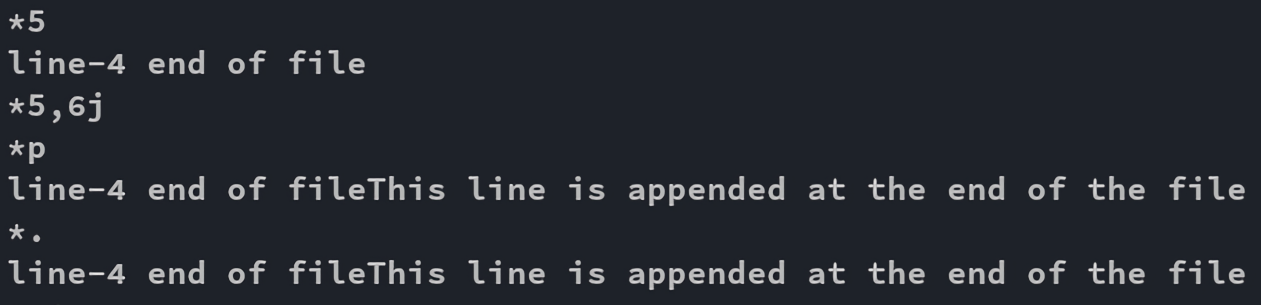 *5
line-4 end of file
*5,6j
*p
line-4 end of fileThis line is appended at the end of the file
*.
line-4 end of fileThis line is appended at the end of the file